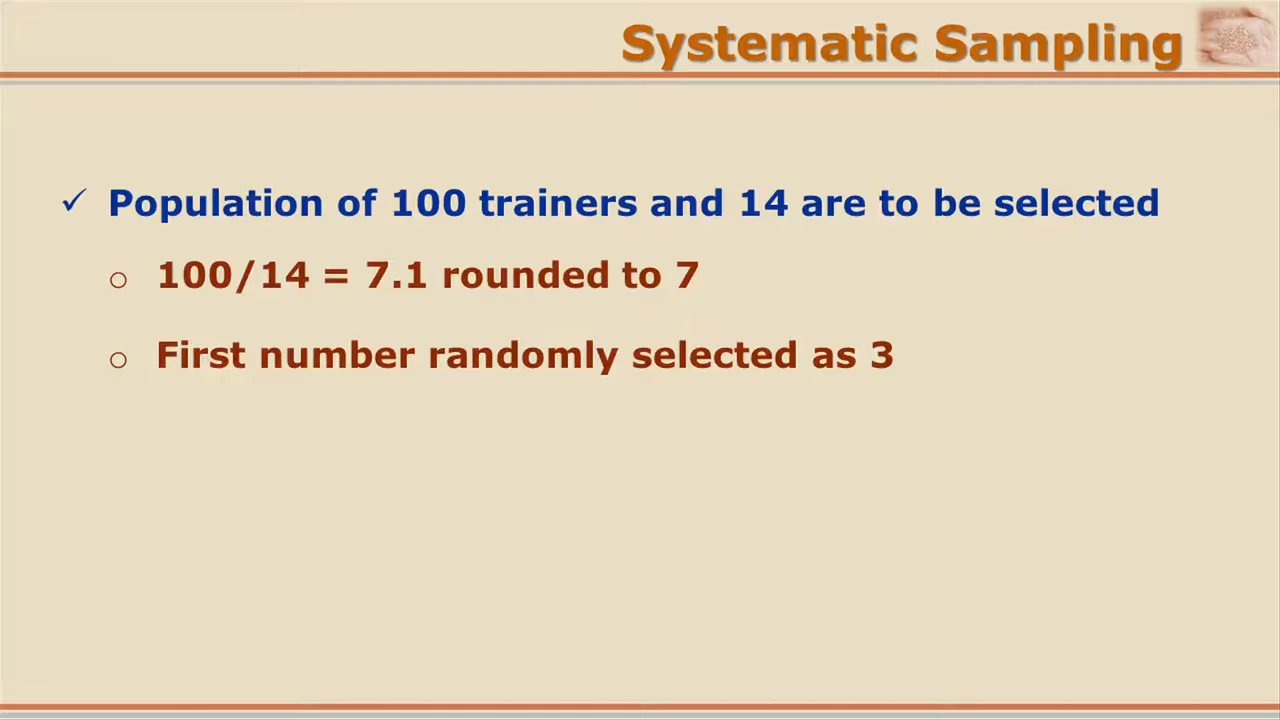 Systematic Sampling
✓ Population of 100 trainers and 14 are to be selected
o 100/14 = 7.1 rounded to 7
o First number randomly selected as 3